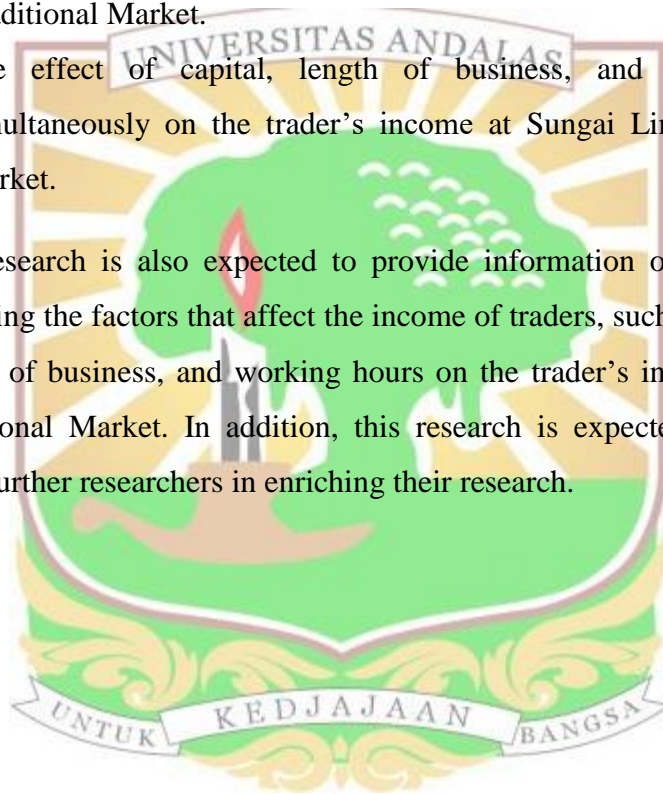 aditional Market.
UNIVERSITAS ANDALAS
e effect of capital, length of business, and
nultaneously on the trader's income at Sungai Lin
rket.
esearch is also expected to provide information o
ing the factors that affect the income of traders, such
of business, and working hours on the trader's in
onal Market. In addition, this research is expecte
urther researchers in enriching their research.
UNTUK KEDJAJAAN BANGSA